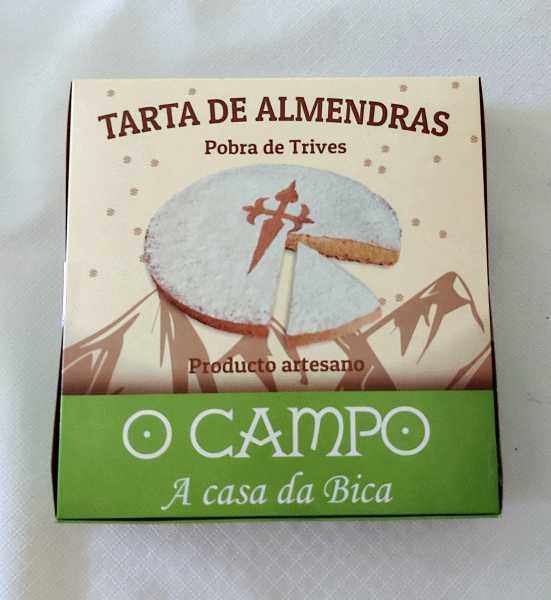 TARTA DE ALMENDRAS
Pobra de Trives
Producto artesano
O CAMPO
A casa da Bica